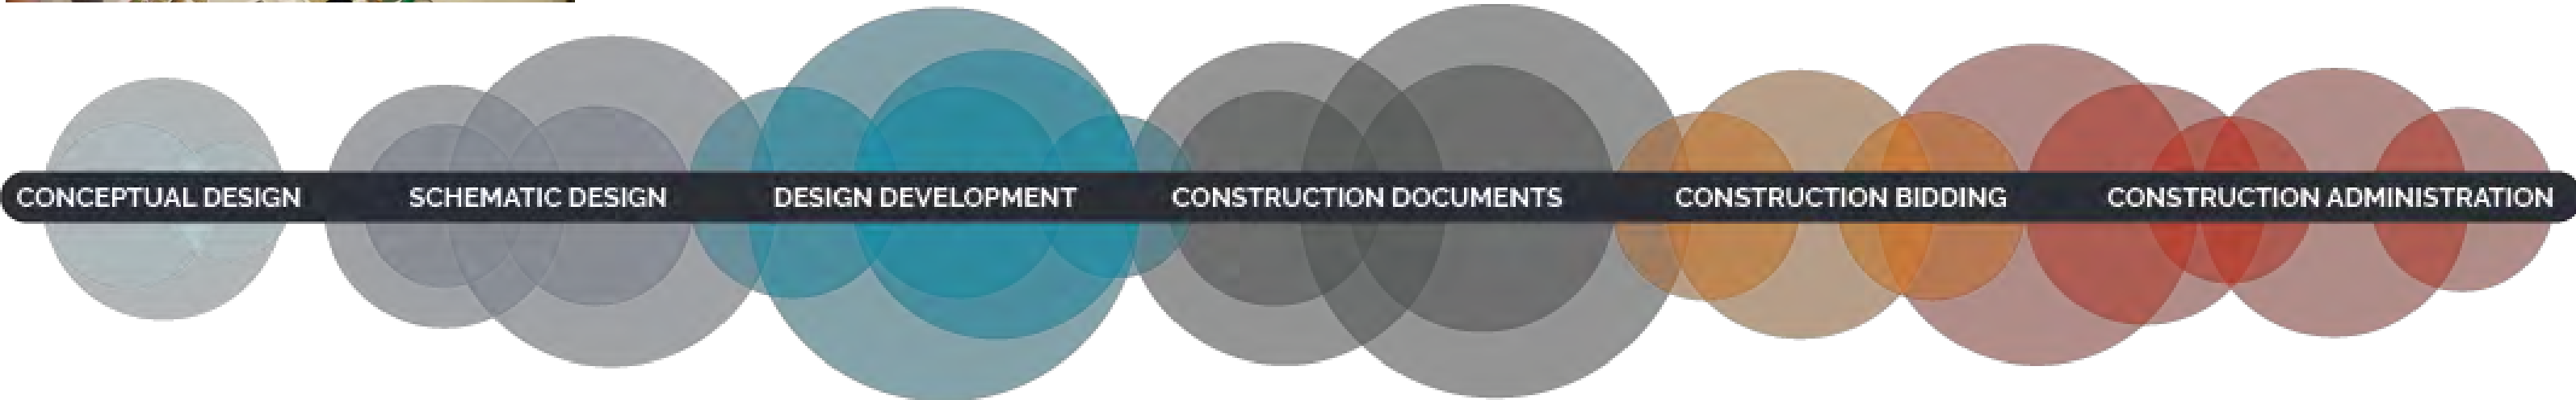 CONCEPTUAL DESIGN
SCHEMATIC DESIGN
DESIGN DEVELOPMENT
CONSTRUCTION DOCUMENTS
CONSTRUCTION BIDDING
CONSTRUCTION ADMINISTRATION